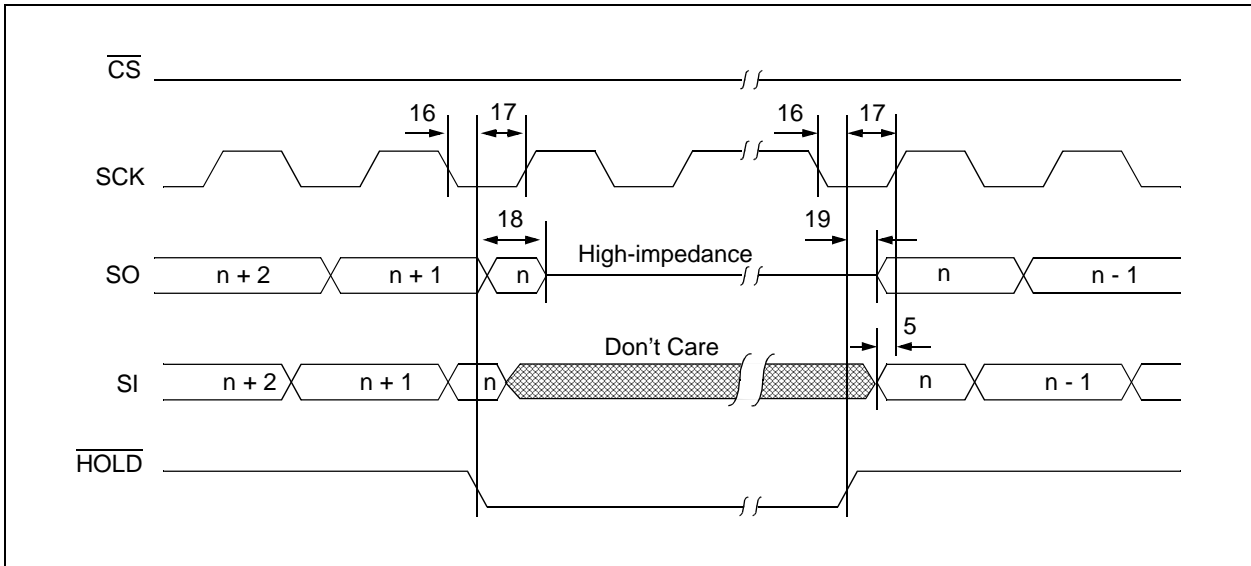 CS
16 17 16 17
SCK
18 19
High-impedance
SO n + 2 n + 1 n n n - 1
5
Don't Care
SI n + 2 n + 1 n n n - 1
HOLD